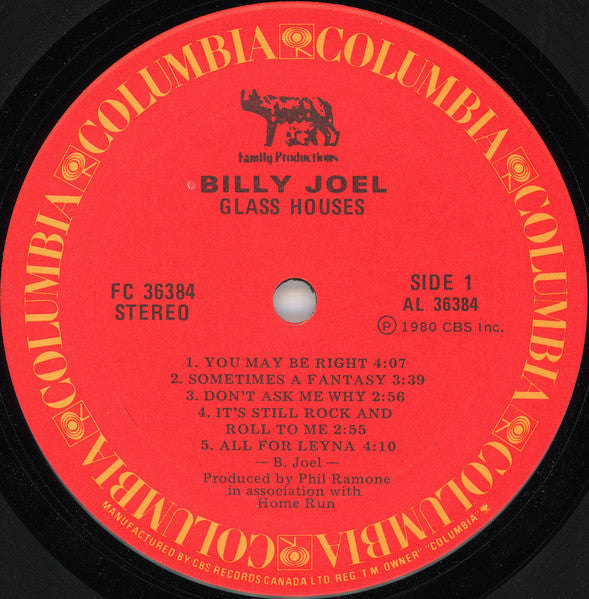 COLUMBIA COLUMBIA COLUMBIA COLUMBIA COLUMBIA COLUMBIA
Family Productions
BILLY JOEL
GLASS HOUSES
FC 36384
STEREO
SIDE 1
AL 36384
Ⓟ 1980 CBS Inc.
1. YOU MAY BE RIGHT 4:07
2. SOMETIMES A FANTASY 3:39
3. DON'T ASK ME WHY 2:56
4. IT'S STILL ROCK AND
ROLL TO ME 2:55
5. ALL FOR LEYNA 4:10
— B. Joel —
Produced by Phil Ramone
in association with
Home Run
MANUFACTURED BY CBS RECORDS CANADA LTD REG T.M. OWNER "COLUMBIA"